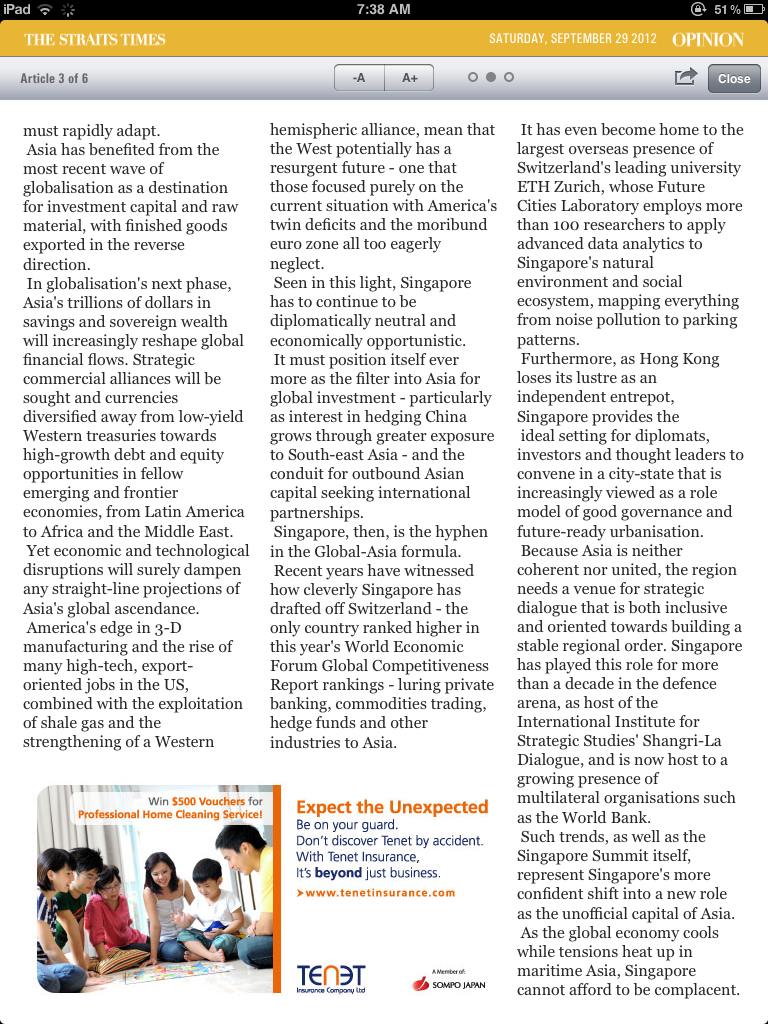 iPad
7:38 AM
51 %
THE STRAITS TIMES
SATURDAY, SEPTEMBER 29 2012
OPINION
Article 3 of 6
-A
A+
Close
must rapidly adapt.
Asia has benefited from the
most recent wave of
globalisation as a destination
for investment capital and raw
material, with finished goods
exported in the reverse
direction.
In globalisation's next phase,
Asia's trillions of dollars in
savings and sovereign wealth
will increasingly reshape global
financial flows. Strategic
commercial alliances will be
sought and currencies
diversified away from low-yield
Western treasuries towards
high-growth debt and equity
opportunities in fellow
emerging and frontier
economies, from Latin America
to Africa and the Middle East.
Yet economic and technological
disruptions will surely dampen
any straight-line projections of
Asia's global ascendance.
America's edge in 3-D
manufacturing and the rise of
many high-tech, export-
oriented jobs in the US,
combined with the exploitation
of shale gas and the
strengthening of a Western
hemispheric alliance, mean that
the West potentially has a
resurgent future - one that
those focused purely on the
current situation with America's
twin deficits and the moribund
euro zone all too eagerly
neglect.
Seen in this light, Singapore
has to continue to be
diplomatically neutral and
economically opportunistic.
It must position itself ever
more as the filter into Asia for
global investment - particularly
as interest in hedging China
grows through greater exposure
to South-east Asia - and the
conduit for outbound Asian
capital seeking international
partnerships.
Singapore, then, is the hyphen
in the Global-Asia formula.
Recent years have witnessed
how cleverly Singapore has
drafted off Switzerland - the
only country ranked higher in
this year's World Economic
Forum Global Competitiveness
Report rankings - luring private
banking, commodities trading,
hedge funds and other
industries to Asia.
It has even become home to the
largest overseas presence of
Switzerland's leading university
ETH Zurich, whose Future
Cities Laboratory employs more
than 100 researchers to apply
advanced data analytics to
Singapore's natural
environment and social
ecosystem, mapping everything
from noise pollution to parking
patterns.
Furthermore, as Hong Kong
loses its lustre as an
independent entrepot,
Singapore provides the
ideal setting for diplomats,
investors and thought leaders to
convene in a city-state that is
increasingly viewed as a role
model of good governance and
future-ready urbanisation.
Because Asia is neither
coherent nor united, the region
needs a venue for strategic
dialogue that is both inclusive
and oriented towards building a
stable regional order. Singapore
has played this role for more
than a decade in the defence
arena, as host of the
International Institute for
Strategic Studies' Shangri-La
Dialogue, and is now host to a
growing presence of
multilateral organisations such
as the World Bank.
Such trends, as well as the
Singapore Summit itself,
represent Singapore's more
confident shift into a new role
as the unofficial capital of Asia.
As the global economy cools
while tensions heat up in
maritime Asia, Singapore
cannot afford to be complacent.
Win $500 Vouchers for
Professional Home Cleaning Service!
Expect the Unexpected
Be on your guard.
Don't discover Tenet by accident.
With Tenet Insurance,
It's beyond just business.
➤www.tenetinsurance.com
TENET
Insurance Company Ltd
A Member of:
SOMPO JAPAN